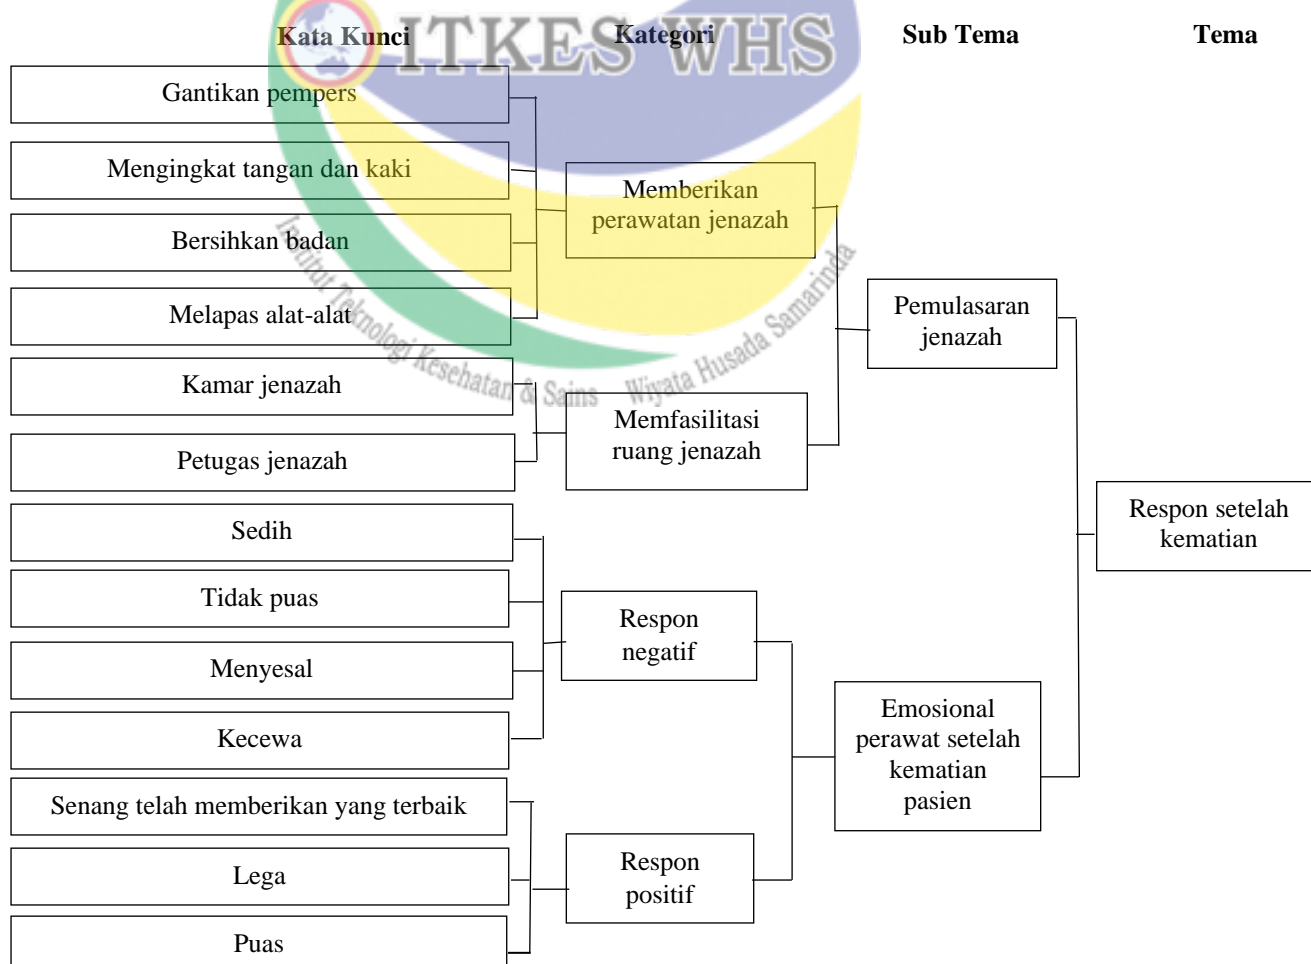 Kata Kunci
Kategori
Sub Tema
Tema
ITKES WHS
Institut Teknologi Kesehatan & Sains Wiyata Husada Samarinda
Gantikan pempers
Mengingkat tangan dan kaki
Bersihkan badan
Melapas alat-alat
Kamar jenazah
Petugas jenazah
Sedih
Tidak puas
Menyesal
Kecewa
Senang telah memberikan yang terbaik
Lega
Puas
Memberikan
perawatan jenazah
Memfasilitasi
ruang jenazah
Respon
negatif
Respon
positif
Pemulasaran
jenazah
Emosional
perawat setelah
kematian
pasien
Respon setelah
kematian